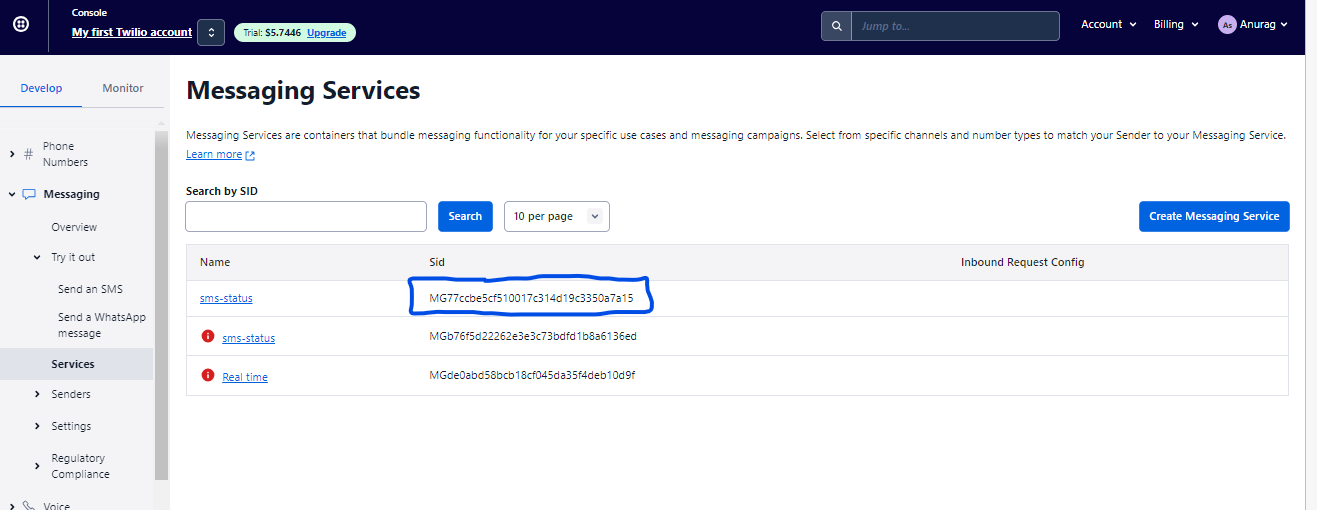 Console
My first Twilio account
Trial: $5.7446 Upgrade
Jump to...
Account
Billing
As Anurag
Develop Monitor
Phone Numbers
Messaging
Overview
Try it out
Send an SMS
Send a WhatsApp message
Services
Senders
Settings
Regulatory Compliance
Voice
Messaging Services
Messaging Services are containers that bundle messaging functionality for your specific use cases and messaging campaigns. Select from specific channels and number types to match your Sender to your Messaging Service.
Learn more
Search by SID
Search 10 per page Create Messaging Service
Name Sid Inbound Request Config
sms-status MG77ccbe5cf510017c314d19c3350a7a15
sms-status MGb76f5d22262e3e3c73bdfd1b8a6136ed
Real time MGde0abd58bcb18cf045da35f4deb10d9f